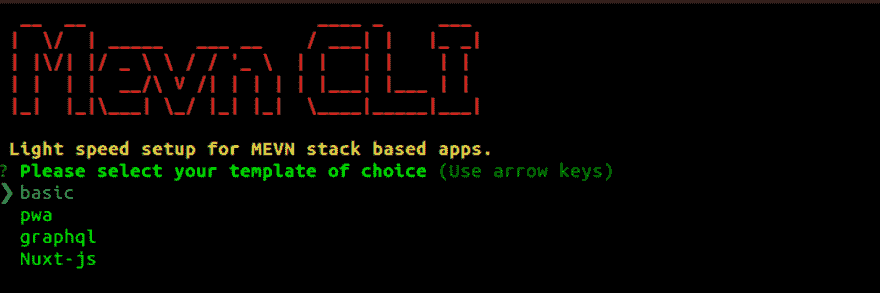 Mevn CLI
Light speed setup for MEVN stack based apps.
? Please select your template of choice (Use arrow keys)
❯ basic
pwa
graphql
Nuxt-js